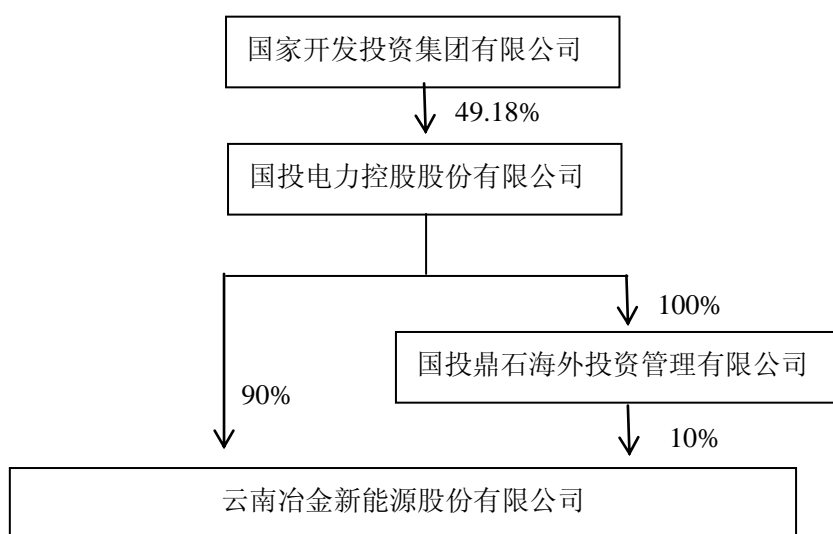 国家开发投资集团有限公司
49.18%
国投电力控股股份有限公司
100%
国投鼎石海外投资管理有限公司
90%
10%
云南冶金新能源股份有限公司